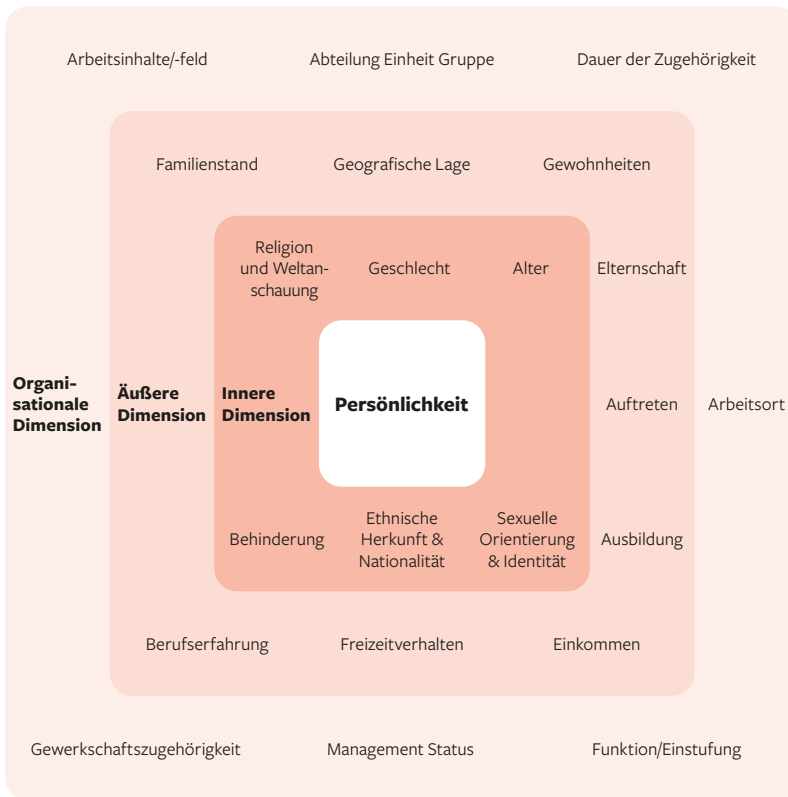 Arbeitsinhalte/-feld
Abteilung Einheit Gruppe
Dauer der Zugehörigkeit
Familienstand
Geografische Lage
Gewohnheiten
Religion
und Weltan-
schauung
Geschlecht
Alter
Elternschaft
Organi-
sationale
Dimension
Äußere
Dimension
Innere
Dimension
Persönlichkeit
Auftreten
Arbeitsort
Behinderung
Ethnische
Herkunft &
Nationalität
Sexuelle
Orientierung
& Identität
Ausbildung
Berufserfahrung
Freizeitverhalten
Einkommen
Gewerkschaftszugehörigkeit
Management Status
Funktion/Einstufung